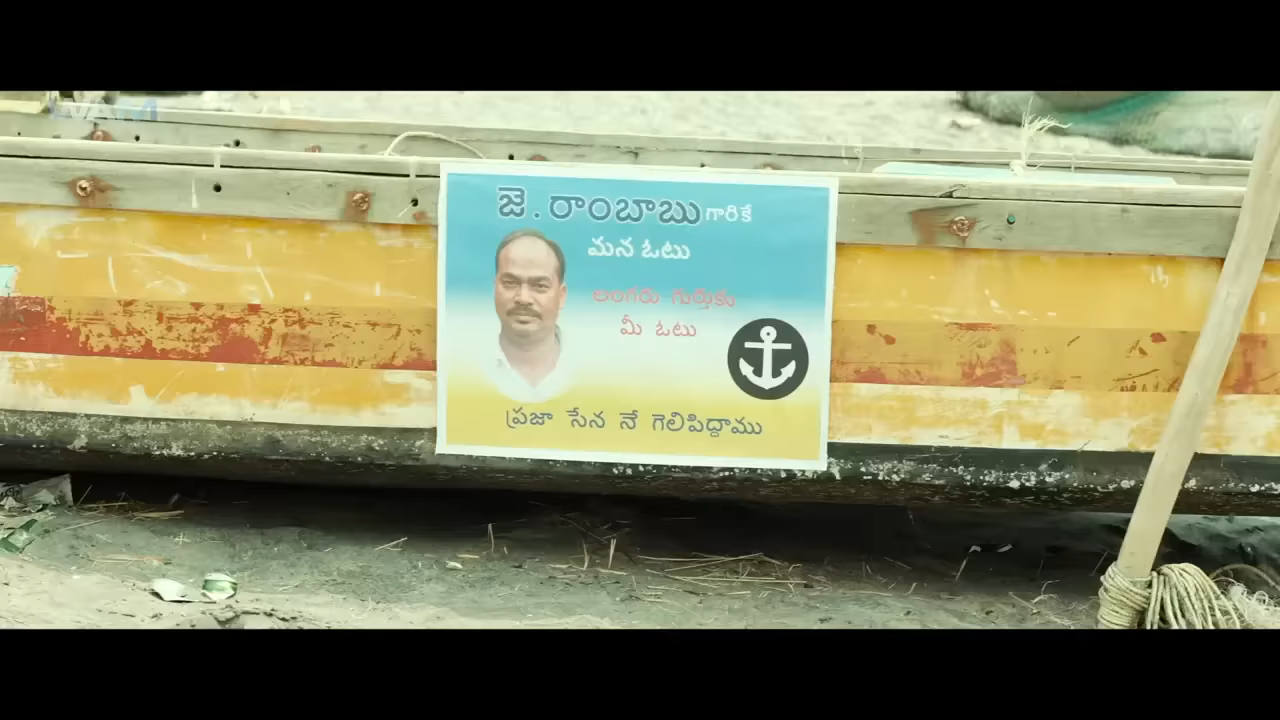 జె. రాంబాబు గారికే
మన ఓటు
అంగరు గుర్తుకు
మీ ఓటు
ప్రజా సేన నే గెలిపిద్దాము